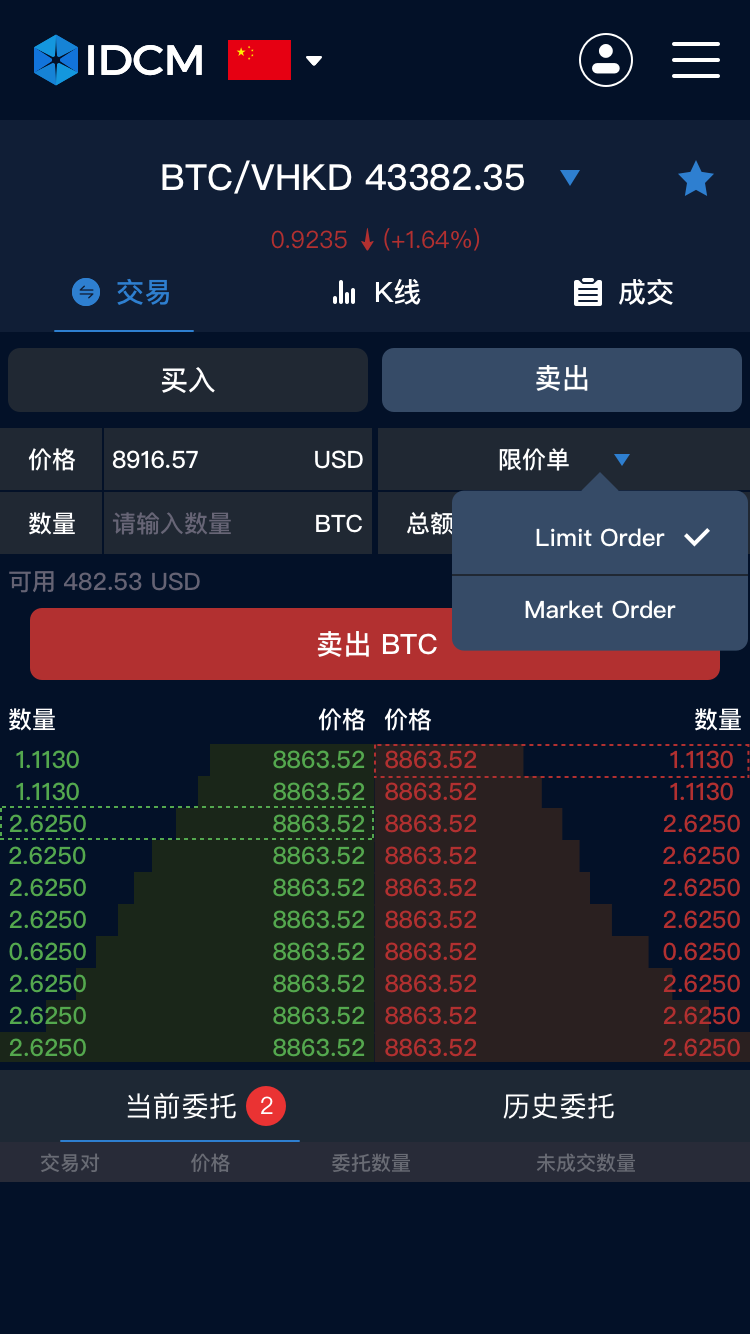 IDCM
BTC/VHKD 43382.35
0.9235 (+1.64%)
交易 K线 成交
买入 卖出
价格 8916.57 USD 限价单
数量 请输入数量 BTC 总额
Limit Order
Market Order
可用 482.53 USD
卖出 BTC
数量 价格 价格 数量
1.1130 8863.52 8863.52 1.1130
1.1130 8863.52 8863.52 1.1130
2.6250 8863.52 8863.52 2.6250
2.6250 8863.52 8863.52 2.6250
2.6250 8863.52 8863.52 2.6250
2.6250 8863.52 8863.52 2.6250
0.6250 8863.52 8863.52 0.6250
2.6250 8863.52 8863.52 2.6250
2.6250 8863.52 8863.52 2.6250
2.6250 8863.52 8863.52 2.6250
当前委托 2 历史委托
交易对 价格 委托数量 未成交数量